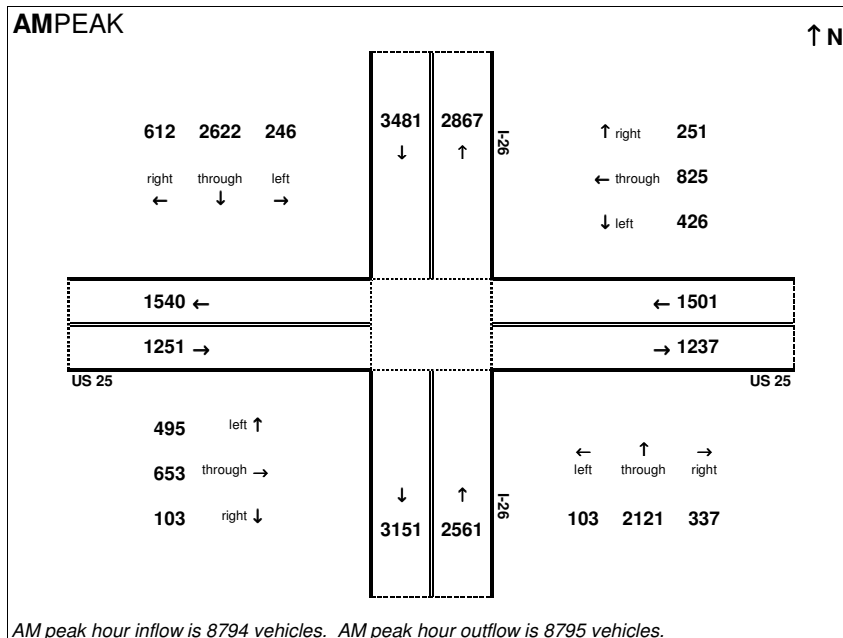 AMPEAK
↑ N
612 2622 246
right through left
← ↓ →
3481 2867
↓ ↑
I-26
↑ right 251
← through 825
↓ left 426
1540 ←
1251 →
US 25
← 1501
→ 1237
US 25
495 left ↑
653 through →
103 right ↓
↓ ↑
3151 2561
I-26
← ↑ →
left through right
103 2121 337
AM peak hour inflow is 8794 vehicles. AM peak hour outflow is 8795 vehicles.